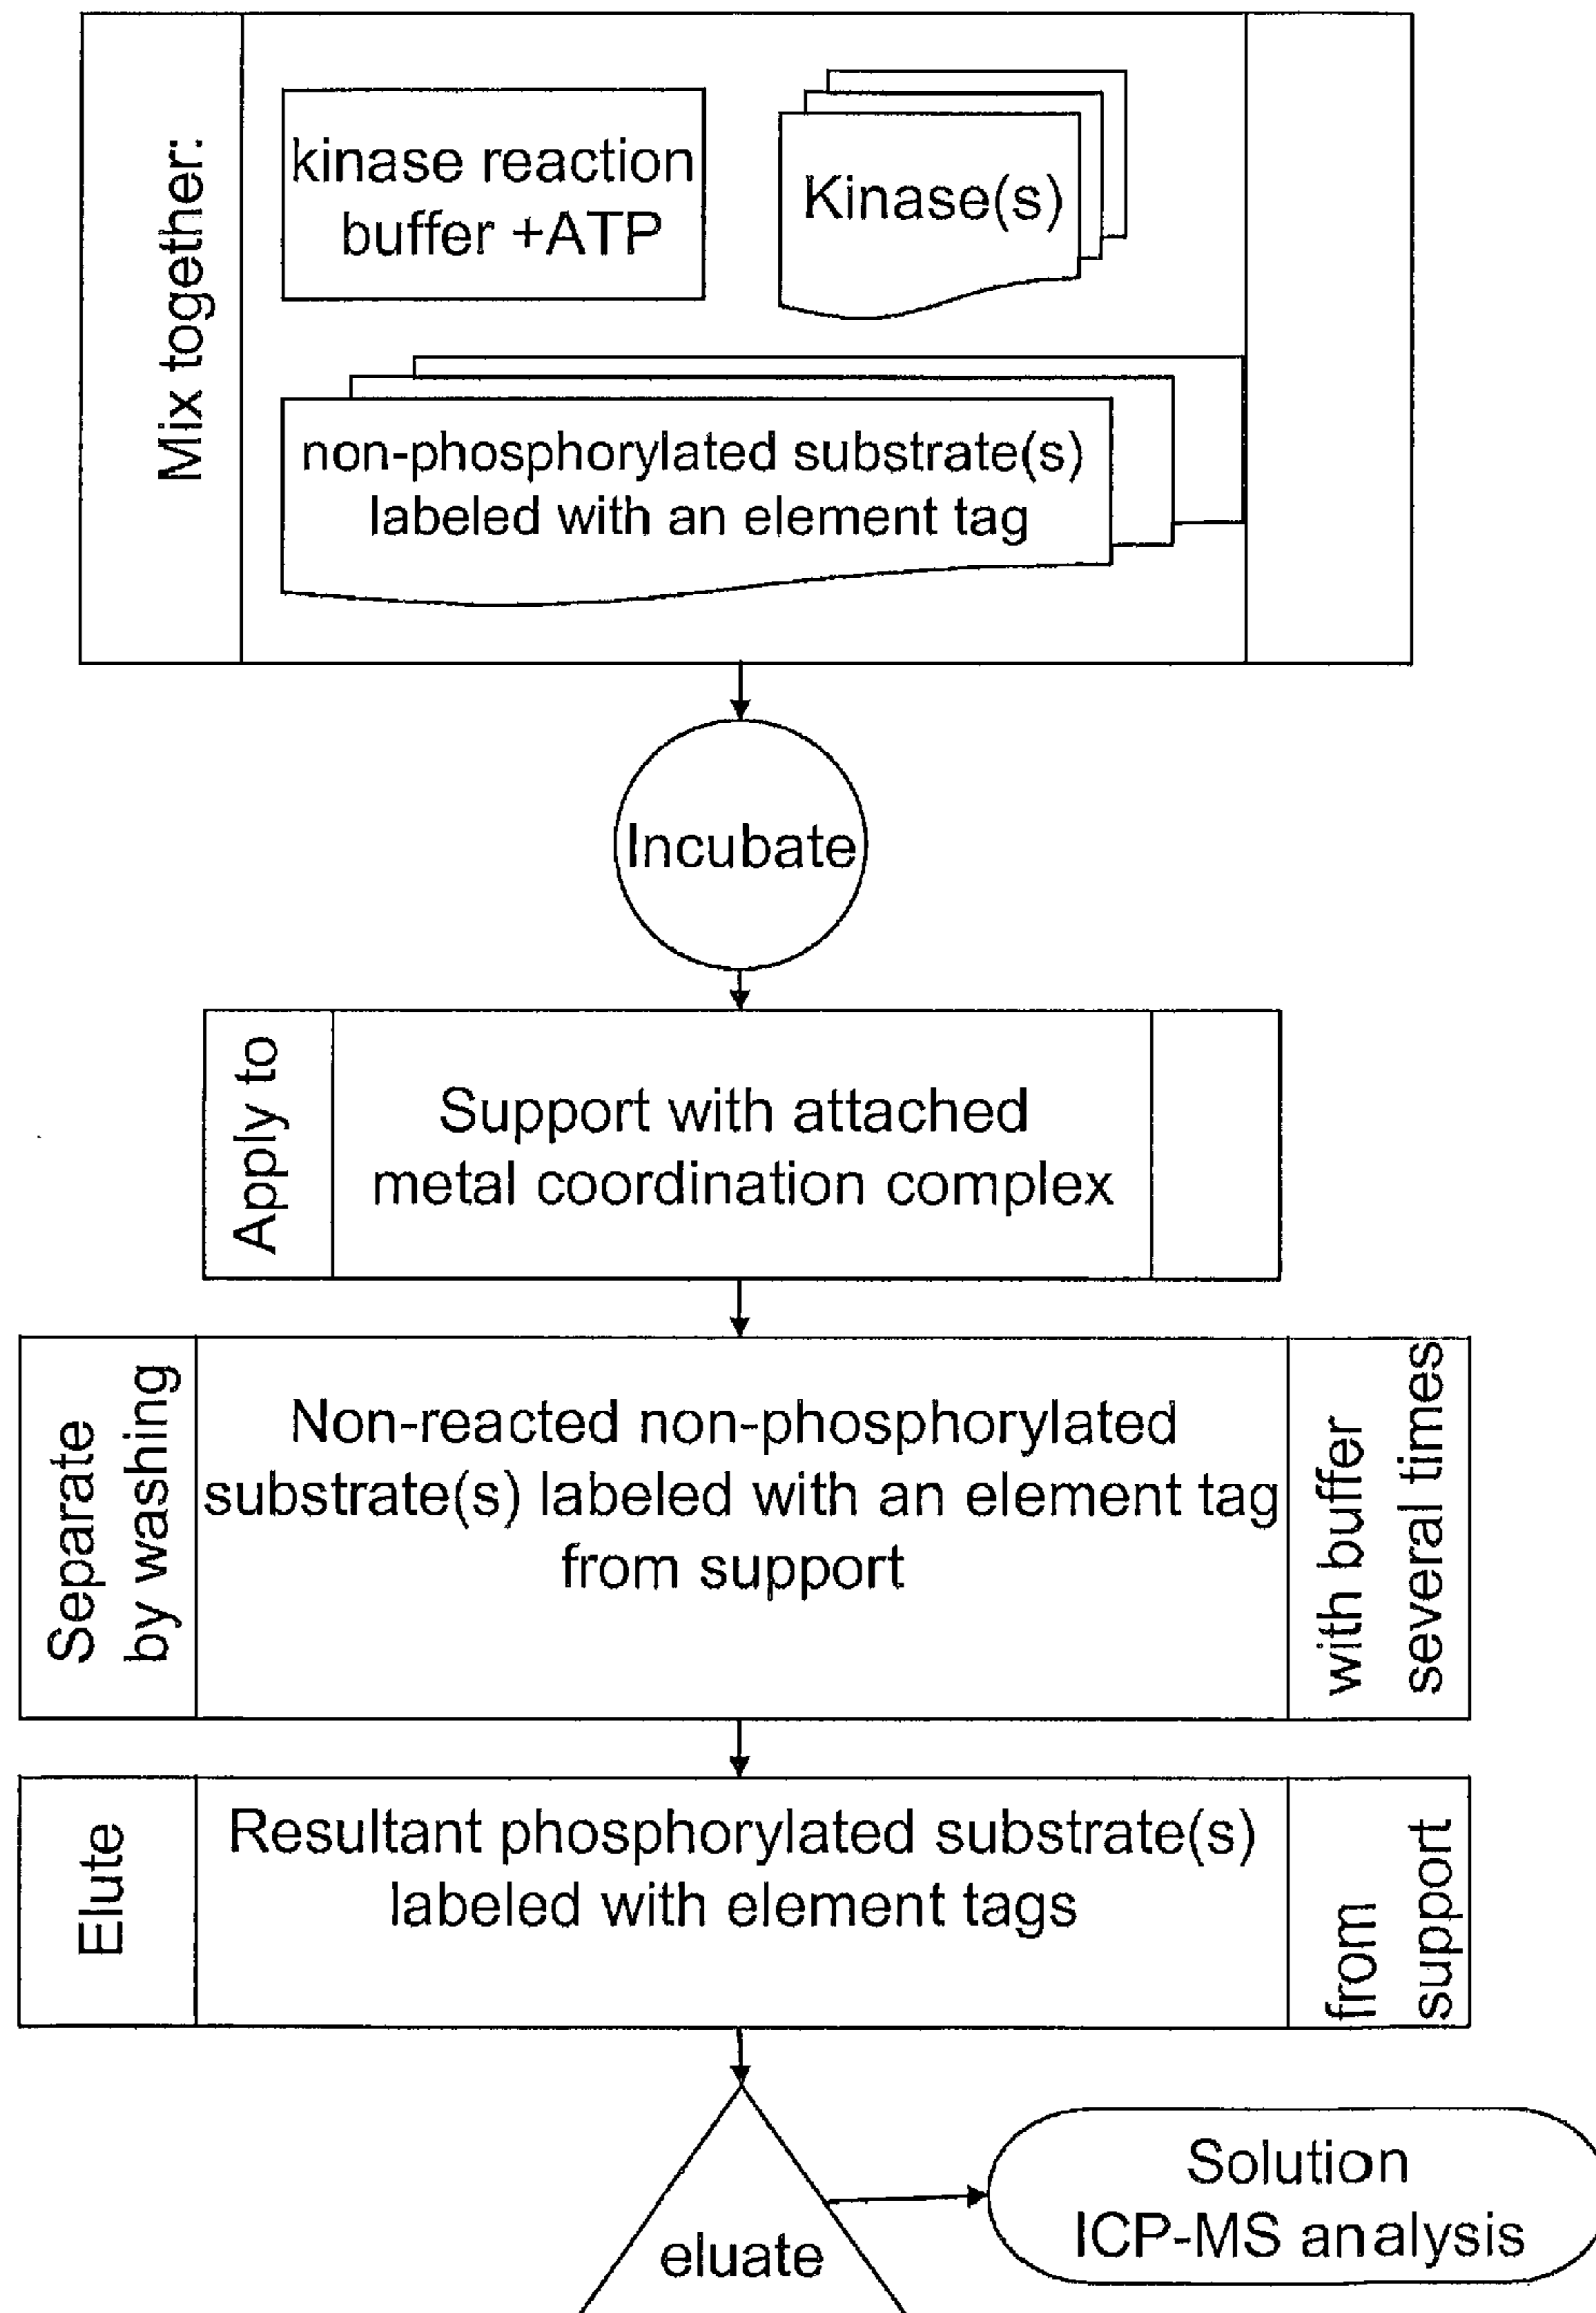 Mix together:
kinase reaction
buffer +ATP
Kinase(s)
non-phosphorylated substrate(s)
labeled with an element tag
Incubate
Apply to
Support with attached
metal coordination complex
Separate
by washing
Non-reacted non-phosphorylated
substrate(s) labeled with an element tag
from support
with buffer
several times
Elute
Resultant phosphorylated substrate(s)
labeled with element tags
from
support
eluate
Solution
ICP-MS analysis